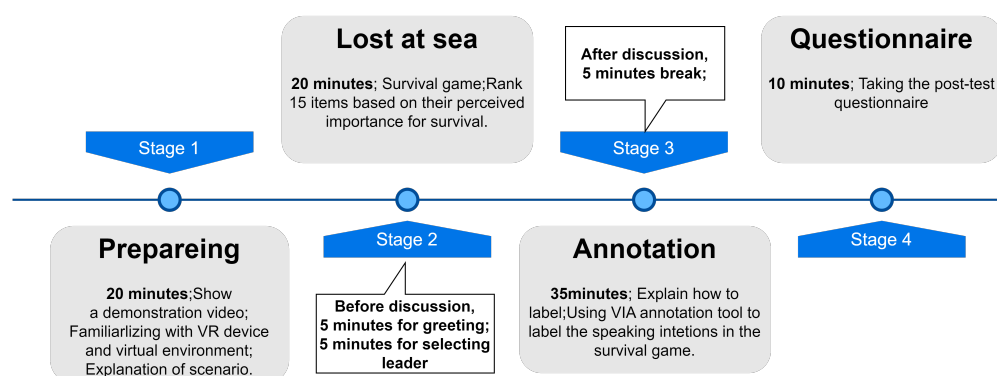 Lost at sea
20 minutes; Survival game;Rank
15 items based on their perceived
importance for survival.
After discussion,
5 minutes break;
Questionnaire
10 minutes; Taking the post-test
questionnaire
Stage 1
Stage 3
Stage 2
Stage 4
Prepareing
20 minutes;Show
a demonstration video;
Familiarlizing with VR device
and virtual environment;
Explanation of scenario.
Before discussion,
5 minutes for greeting;
5 minutes for selecting
leader
Annotation
35minutes; Explain how to
label;Using VIA annotation tool to
label the speaking intetions in the
survival game.